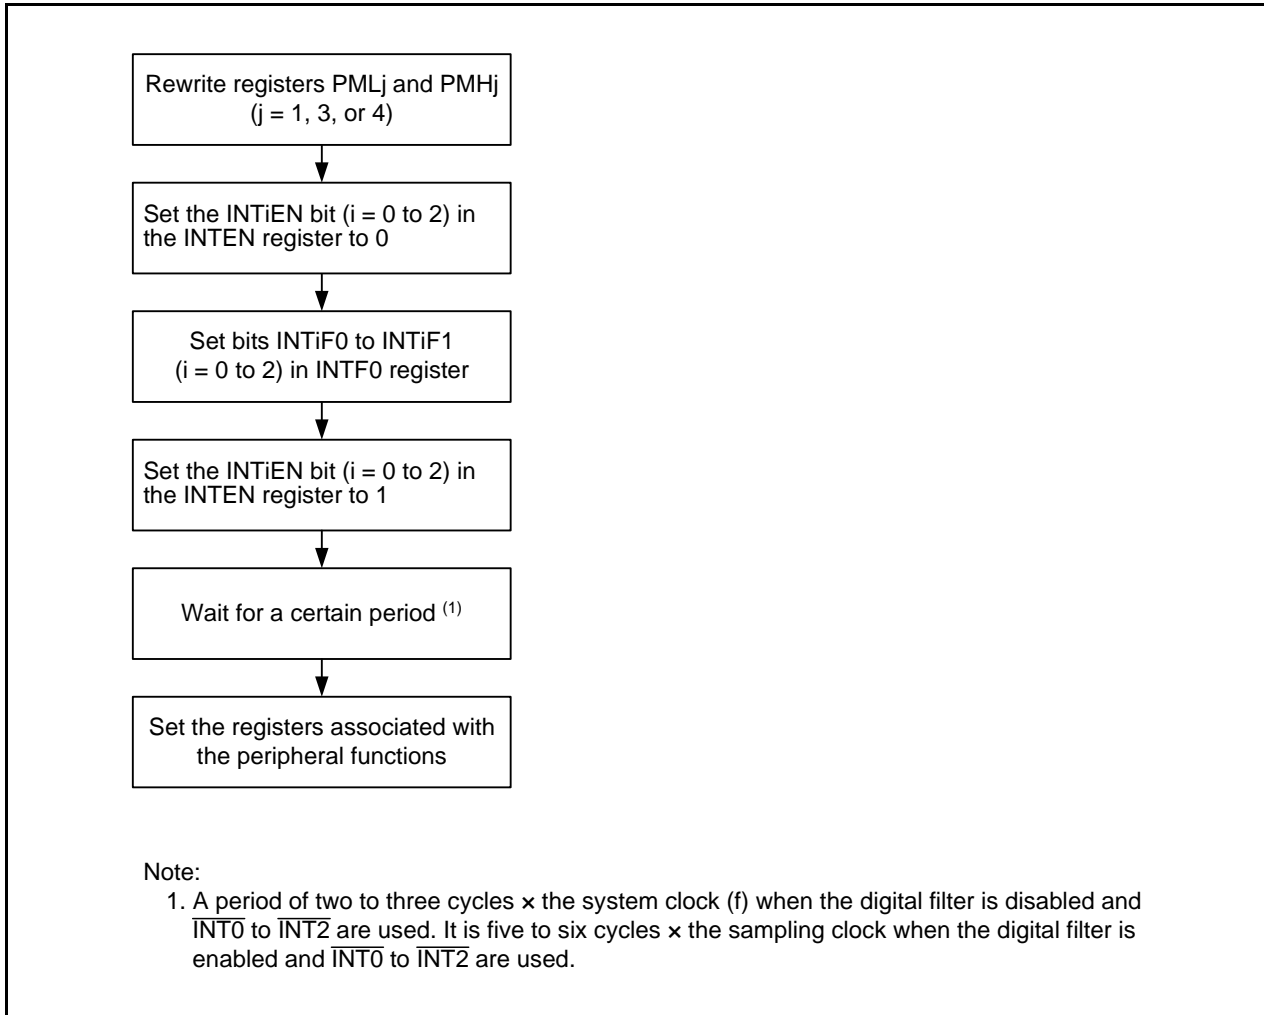 Rewrite registers PMLj and PMHj
(j = 1, 3, or 4)
Set the INTiEN bit (i = 0 to 2) in
the INTEN register to 0
Set bits INTiF0 to INTiF1
(i = 0 to 2) in INTF0 register
Set the INTiEN bit (i = 0 to 2) in
the INTEN register to 1
Wait for a certain period (1)
Set the registers associated with
the peripheral functions
Note:
1. A period of two to three cycles × the system clock (f) when the digital filter is disabled and
I̅N̅T̅0̅ to I̅N̅T̅2̅ are used. It is five to six cycles × the sampling clock when the digital filter is
enabled and I̅N̅T̅0̅ to I̅N̅T̅2̅ are used.